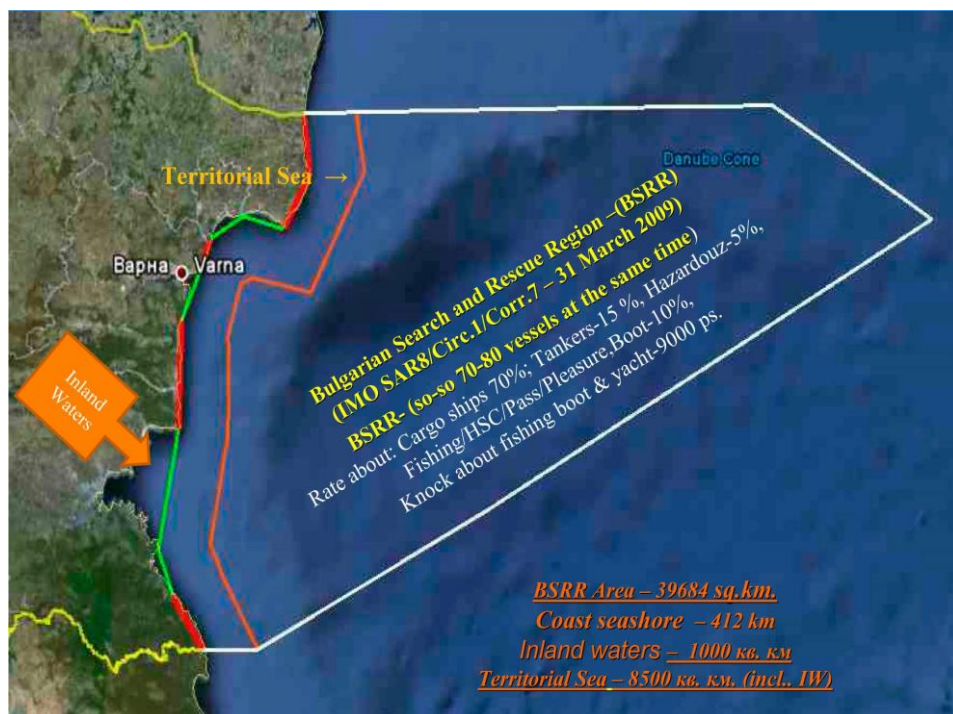 Danube Cone
Territorial Sea →
Варна Varna
Inland
Waters
Bulgarian Search and Rescue Region –(BSRR)
(IMO SAR8/Circ.1/Corr.7 – 31 March 2009)
BSRR- (so-so 70-80 vessels at the same time)
Rate about: Cargo ships 70%; Tankers-15 %, Hazardouz-5%,
Fishing/HSC/Pass/Pleasure,Boot-10%,
Knock about fishing boot & yacht-9000 ps.
BSRR Area – 39684 sq.km.
Coast seashore – 412 km
Inland waters – 1000 кв. км
Territorial Sea – 8500 кв. км. (incl.. IW)